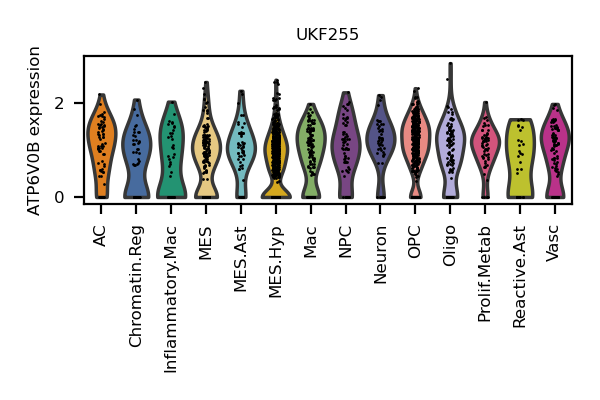 UKF255
ATP6V0B expression
2
0
AC
Chromatin.Reg
Inflammatory.Mac
MES
MES.Ast
MES.Hyp
Mac
NPC
Neuron
OPC
Oligo
Prolif.Metab
Reactive.Ast
Vasc